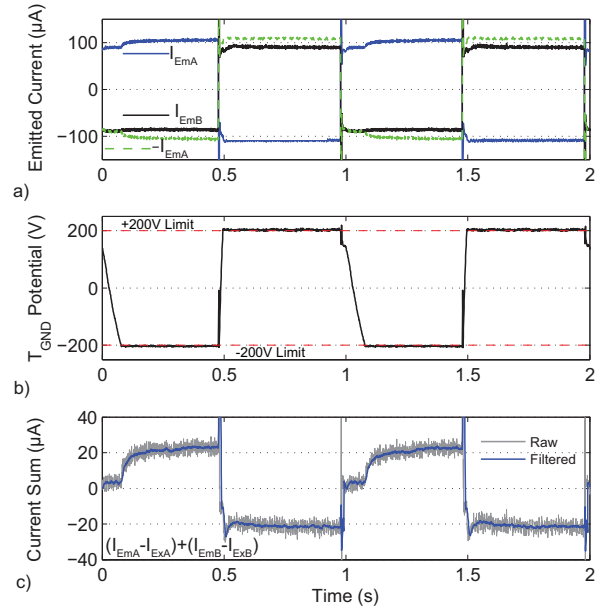 a)
Emitted Current (µA)
100
0
−100
I_EmA
I_EmB
−I_EmA
0 0.5 1 1.5 2
b)
T_GND Potential (V)
200
0
−200
+200V Limit
-200V Limit
0 0.5 1 1.5 2
c)
Current Sum (µA)
40
20
0
−20
−40
Raw
Filtered
(I_EmA-I_ExA)+(I_EmB-I_ExB)
0 0.5 1 1.5 2
Time (s)